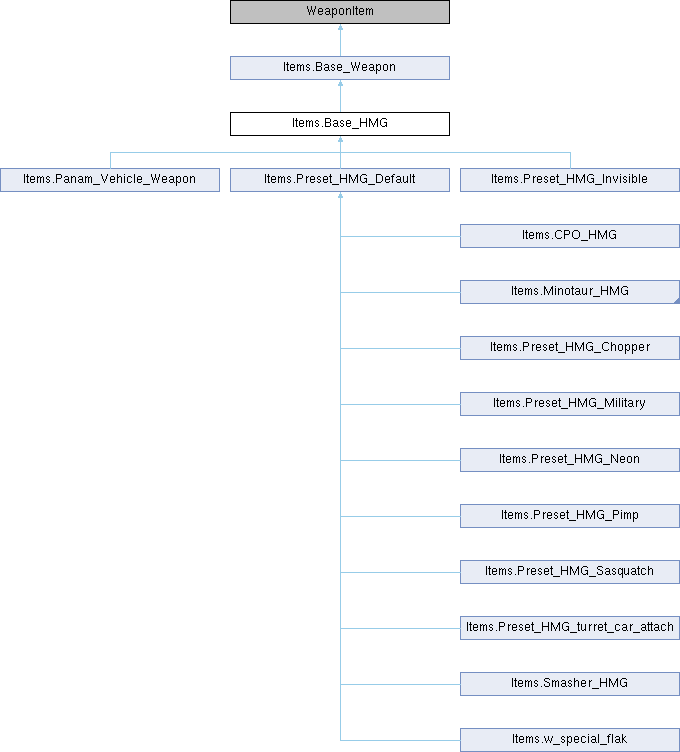 WeaponItem
Items.Base_Weapon
Items.Base_HMG
Items.Panam_Vehicle_Weapon
Items.Preset_HMG_Default
Items.Preset_HMG_Invisible
Items.CPO_HMG
Items.Minotaur_HMG
Items.Preset_HMG_Chopper
Items.Preset_HMG_Military
Items.Preset_HMG_Neon
Items.Preset_HMG_Pimp
Items.Preset_HMG_Sasquatch
Items.Preset_HMG_turret_car_attach
Items.Smasher_HMG
Items.w_special_flak